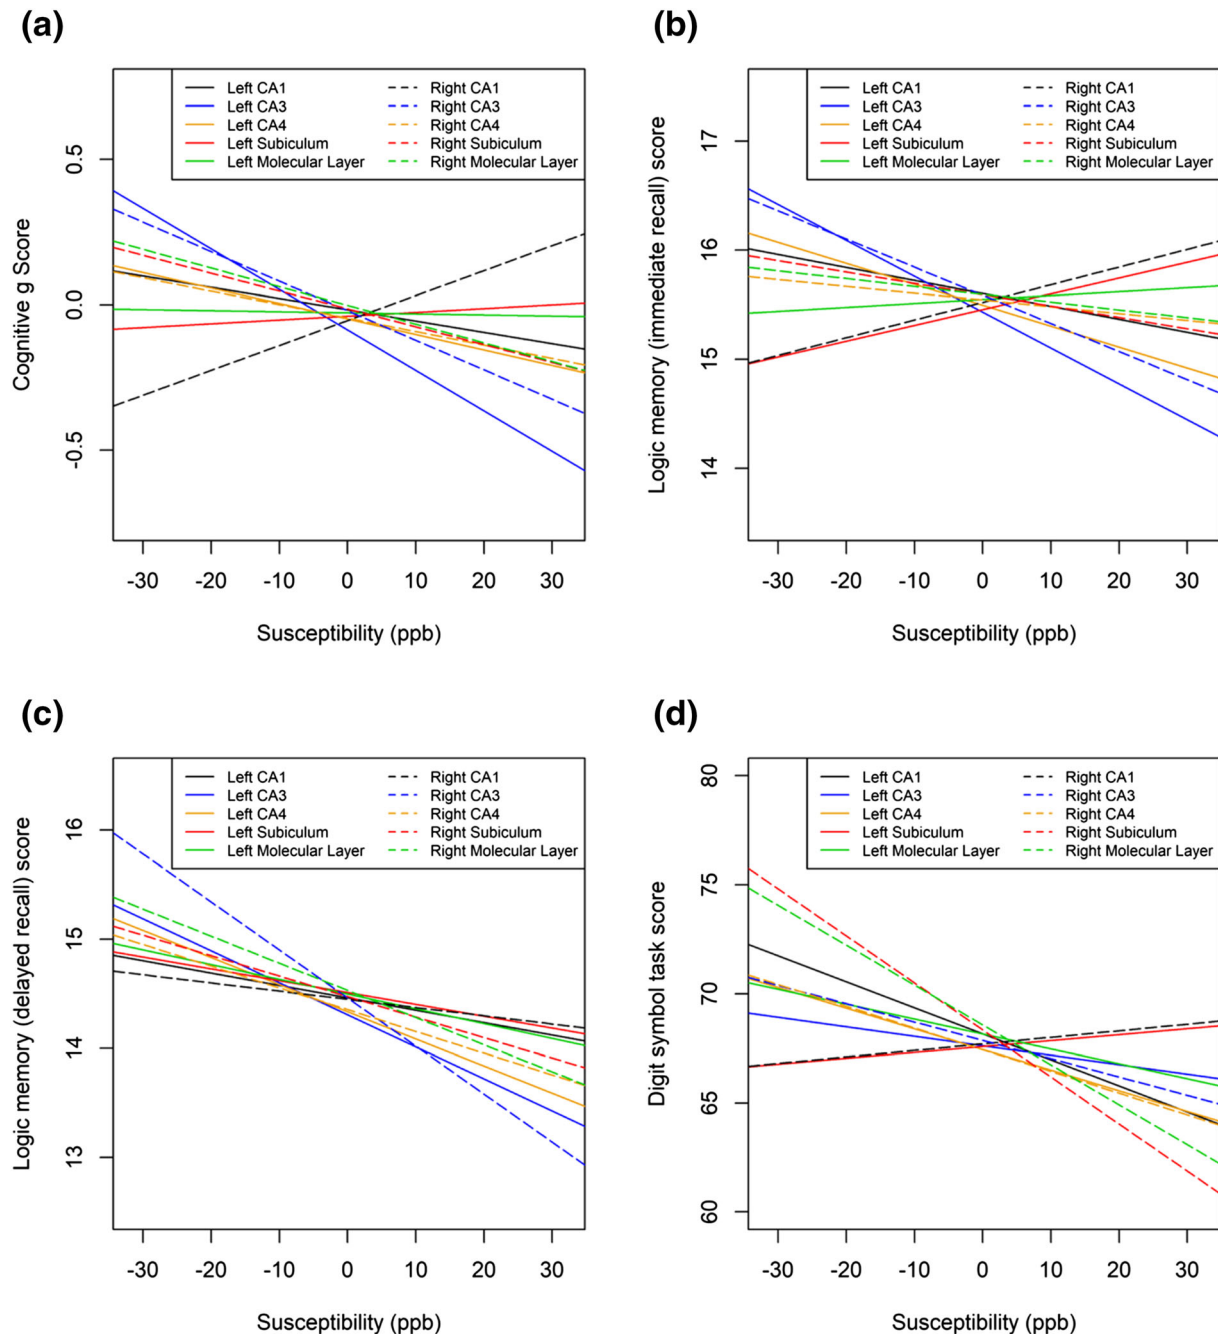 (a)
Left CA1 Right CA1
Left CA3 Right CA3
Left CA4 Right CA4
Left Subiculum Right Subiculum
Left Molecular Layer Right Molecular Layer
Cognitive g Score
0.5
0.0
-0.5
-30 -20 -10 0 10 20 30
Susceptibility (ppb)
(b)
Left CA1 Right CA1
Left CA3 Right CA3
Left CA4 Right CA4
Left Subiculum Right Subiculum
Left Molecular Layer Right Molecular Layer
Logic memory (immediate recall) score
17
16
15
14
-30 -20 -10 0 10 20 30
Susceptibility (ppb)
(c)
Left CA1 Right CA1
Left CA3 Right CA3
Left CA4 Right CA4
Left Subiculum Right Subiculum
Left Molecular Layer Right Molecular Layer
Logic memory (delayed recall) score
16
15
14
13
-30 -20 -10 0 10 20 30
Susceptibility (ppb)
(d)
Left CA1 Right CA1
Left CA3 Right CA3
Left CA4 Right CA4
Left Subiculum Right Subiculum
Left Molecular Layer Right Molecular Layer
Digit symbol task score
80
75
70
65
60
-30 -20 -10 0 10 20 30
Susceptibility (ppb)